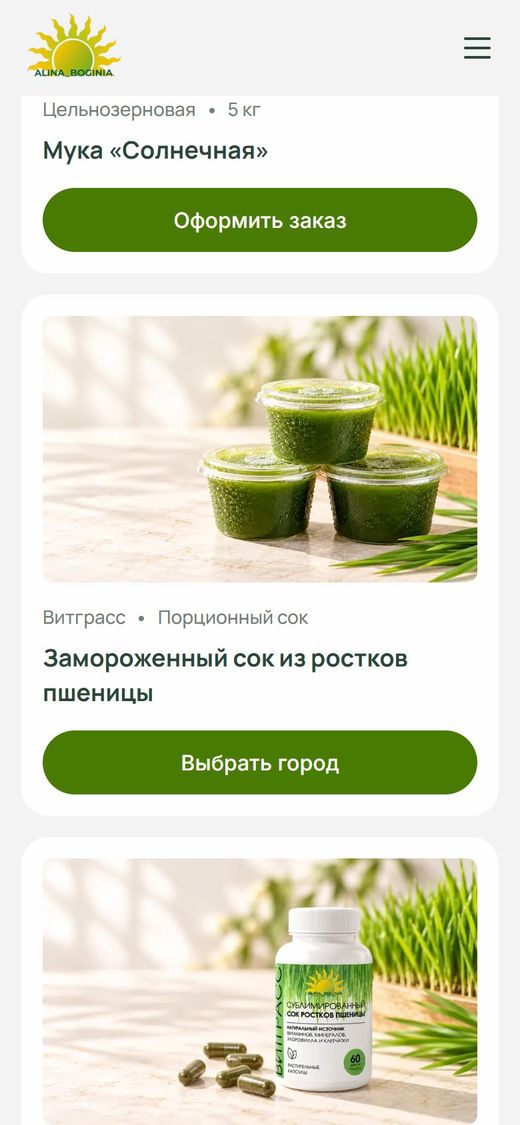 ALINA_BOGINIA
Цельнозерновая • 5 кг
Мука «Солнечная»
Оформить заказ
Витграсс • Порционный сок
Замороженный сок из ростков
пшеницы
Выбрать город
ALINA_BOGINIA
ВИТГРАСС
СУБЛИМИРОВАННЫЙ
СОК РОСТКОВ ПШЕНИЦЫ
НАТУРАЛЬНЫЙ ИСТОЧНИК
ВИТАМИНОВ, МИНЕРАЛОВ,
ХЛОРОФИЛЛА И КЛЕТЧАТКИ
РАСТИТЕЛЬНЫЕ
КАПСУЛЫ
60